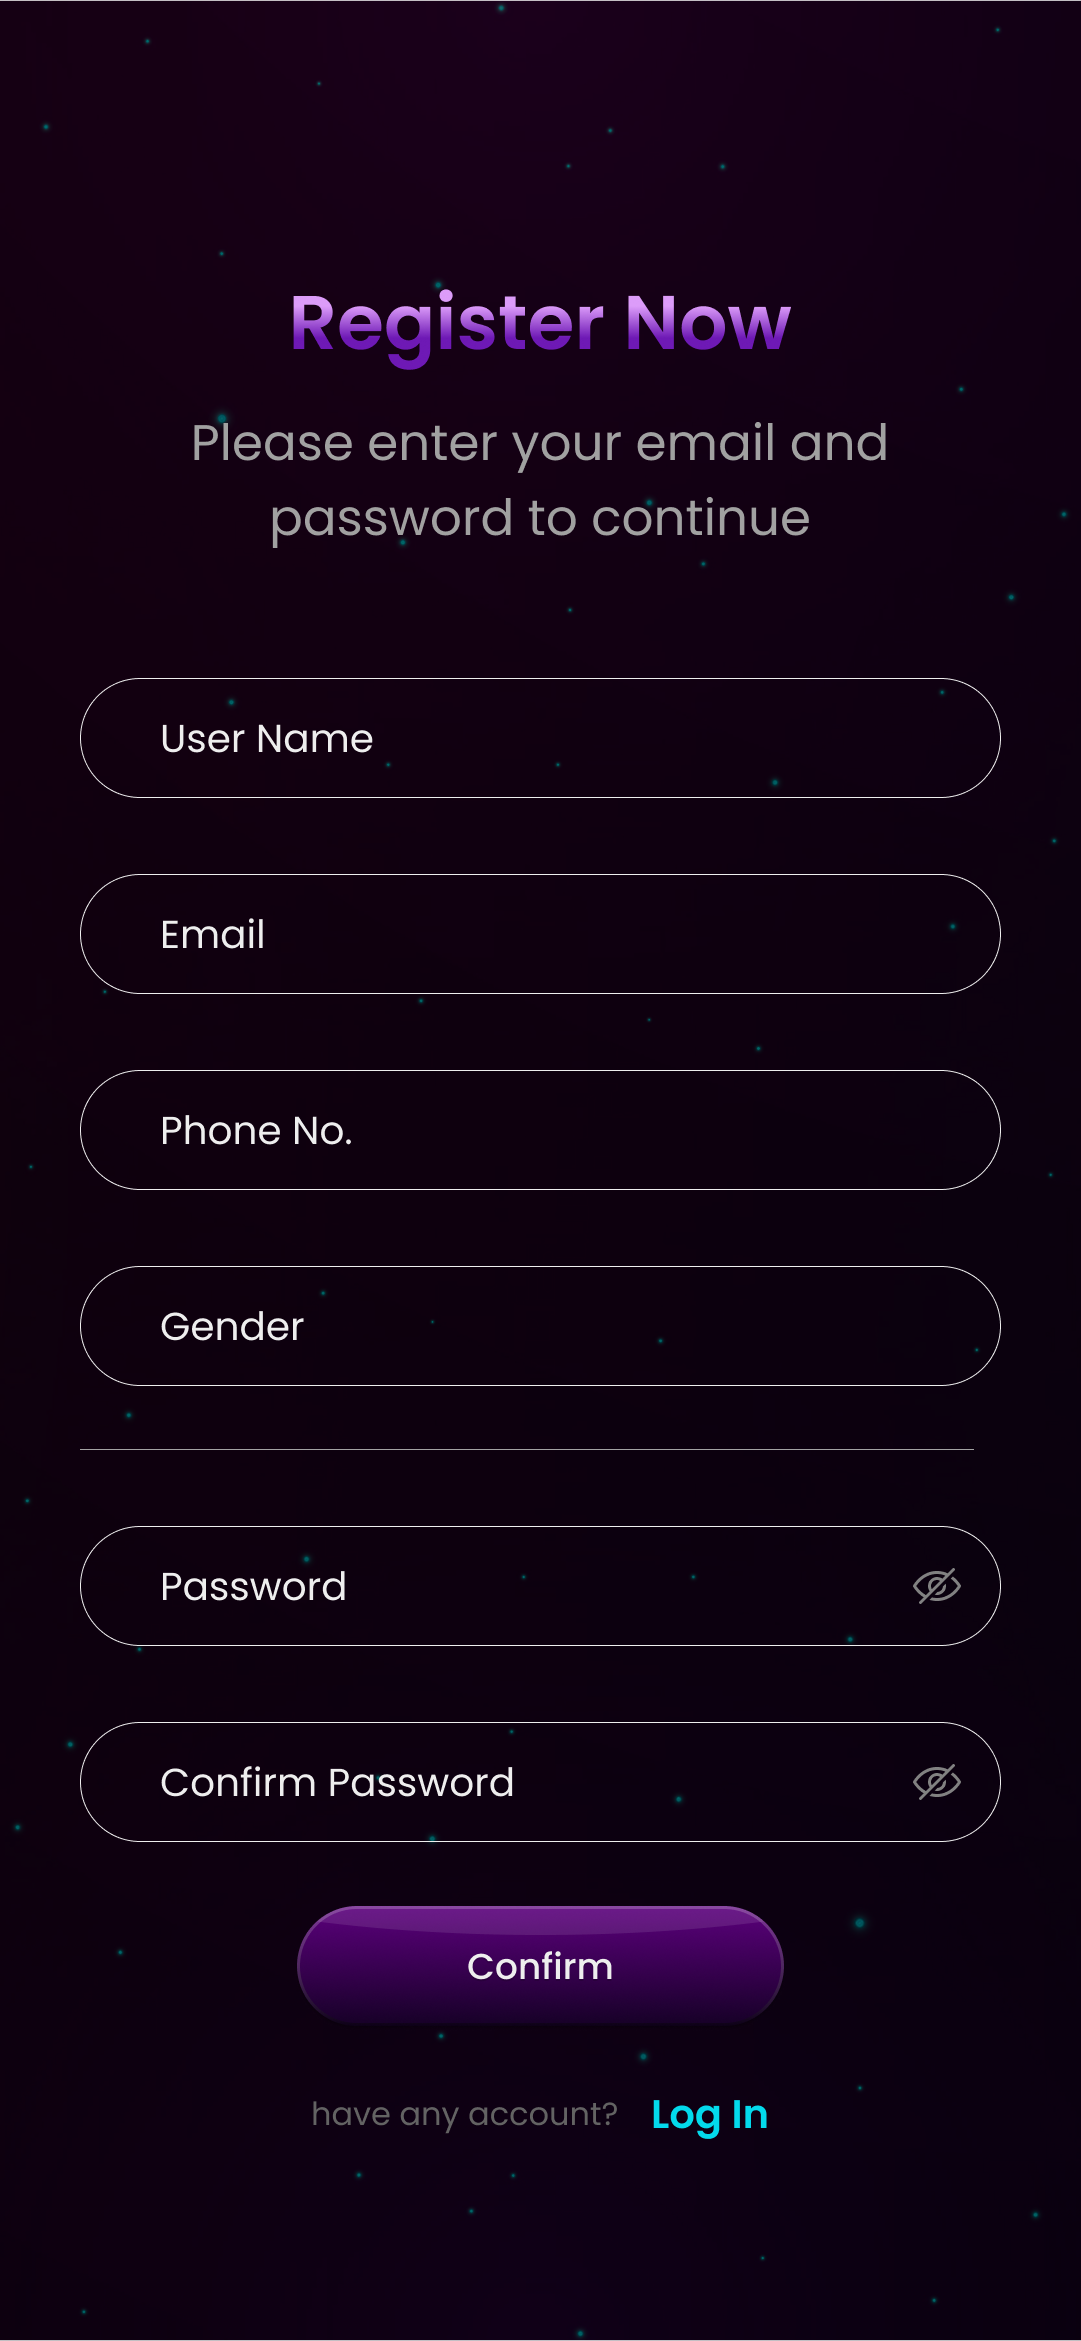 Register Now
Please enter your email and
password to continue
User Name
Email
Phone No.
Gender
Password
Confirm Password
Confirm
have any account? Log In